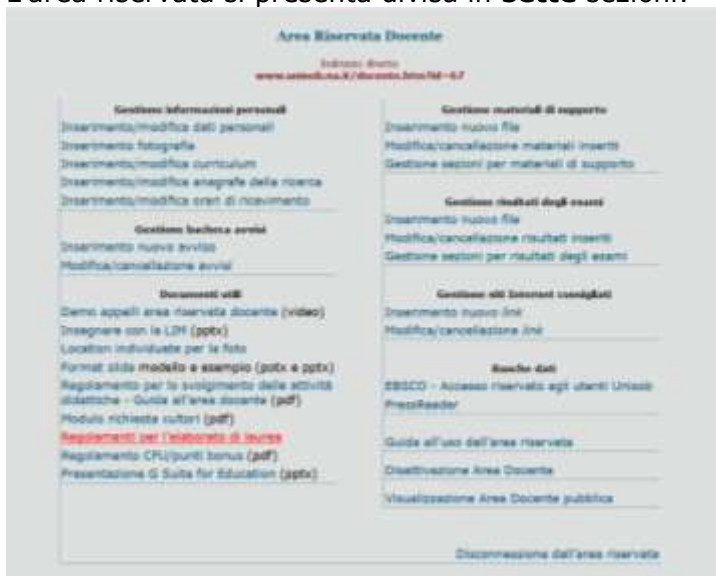 L'area riservata si presenta divisa in sette sezioni:
Area Riservata Docente
Indirizzo diretto
Gestione informazioni personali
Inserimento/modifica dati personali
Inserimento fotografia
Inserimento/modifica curriculum
Inserimento/modifica anagrafe della ricerca
Inserimento/modifica orari di ricevimento
Gestione bacheca avvisi
Inserimento nuovo avviso
Modifica/cancellazione avvisi
Documenti utili
Demo appelli area riservata docente (video)
Insegnare con la LIM (pptx)
Location individuate per le foto
Format slide modello e esempio (potx e pptx)
Regolamento per lo svolgimento delle attività
didattiche - Guida all'area docente (pdf)
Modulo richiesta cultori (pdf)
Regolamenti per l'elaborato di laurea
Regolamento CFU/punti bonus (pdf)
Presentazione G Suite for Education (pptx)
Gestione materiali di supporto
Inserimento nuovo file
Modifica/cancellazione materiali inseriti
Gestione sezioni per materiali di supporto
Gestione risultati degli esami
Inserimento nuovo file
Modifica/cancellazione risultati inseriti
Gestione sezioni per risultati degli esami
Gestione siti Internet consigliati
Inserimento nuovo link
Modifica/cancellazione link
Banche dati
EBSCO - Accesso riservato agli utenti Unisob
PressReader
Guida all'uso dell'area riservata
Disattivazione Area Docente
Visualizzazione Area Docente pubblica
Disconnessione dall'area riservata